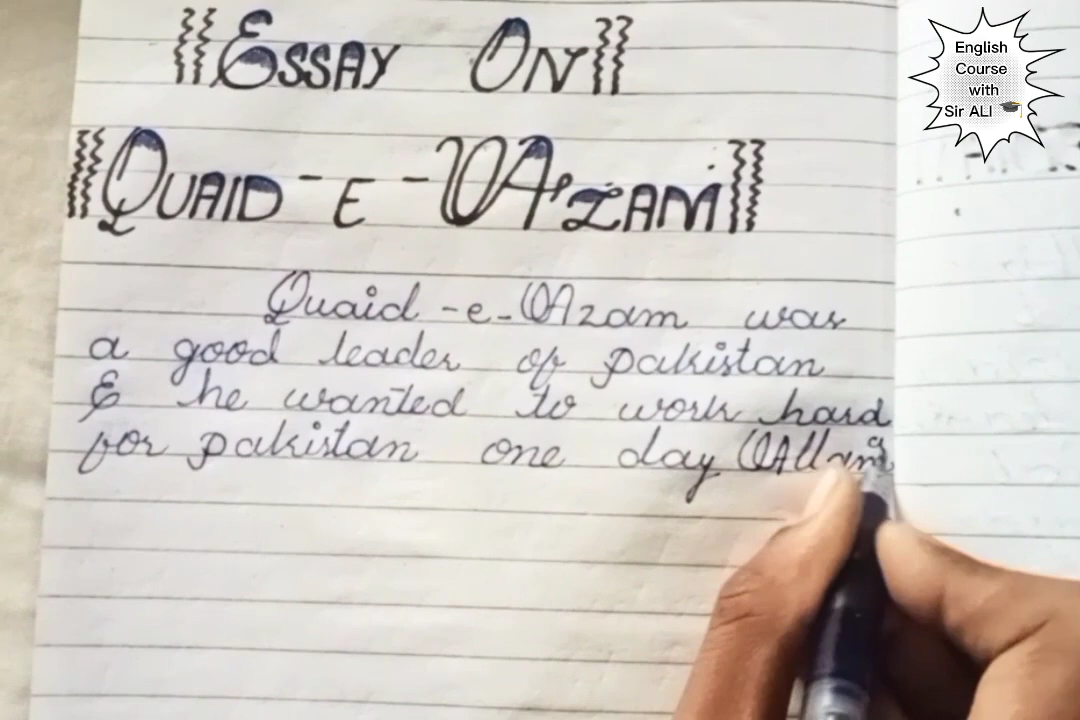 ESSAY ON
QUAID-E-AZAM
Quaid-e-Azam was
a good leader of pakistan
& he wanted to work hard
for pakistan one day Allama
English
Course
with
Sir ALI